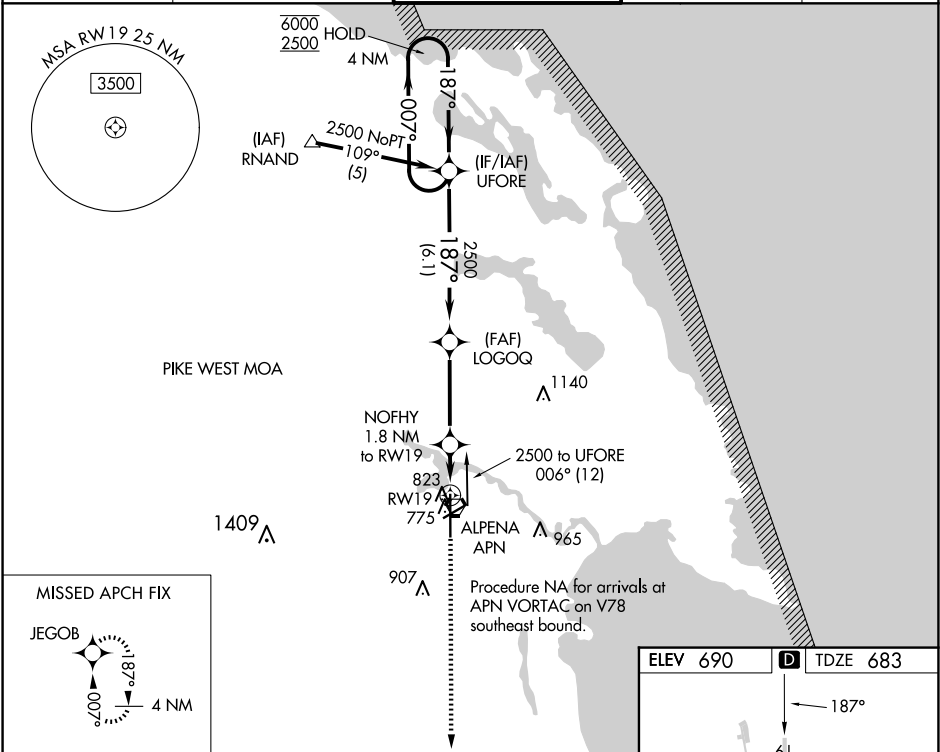 MSA RW19 25 NM
3500
6000
2500
HOLD
4 NM
187°
007°
(IAF)
RNAND
2500 NoPT
109°
(5)
(IF/IAF)
UFORE
2500
187°
(6.1)
(FAF)
LOGOQ
PIKE WEST MOA
1140
NOFHY
1.8 NM
to RW19
2500 to UFORE
006° (12)
823
RW19
775
ALPENA
APN
965
1409
907
Procedure NA for arrivals at
APN VORTAC on V78
southeast bound.
MISSED APCH FIX
JEGOB
187°
007°
4 NM
ELEV 690
D
TDZE 683
187°